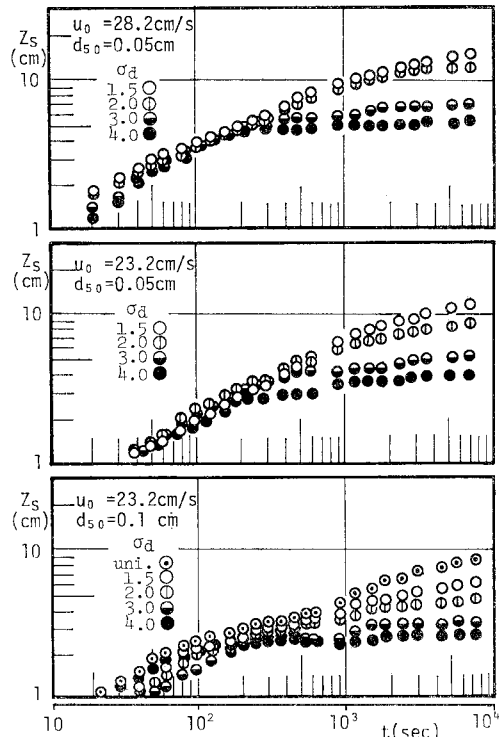 Zs
(cm)
u₀ =28.2cm/s
d₅₀=0.05cm
σd
1.5
2.0
3.0
4.0
10
1
Zs
(cm)
u₀ =23.2cm/s
d₅₀=0.05cm
σd
1.5
2.0
3.0
4.0
10
1
Zs
(cm)
u₀ =23.2cm/s
d₅₀=0.1 cm
σd
uni.
1.5
2.0
3.0
4.0
10
1
10 10² 10³ t(sec) 10⁴